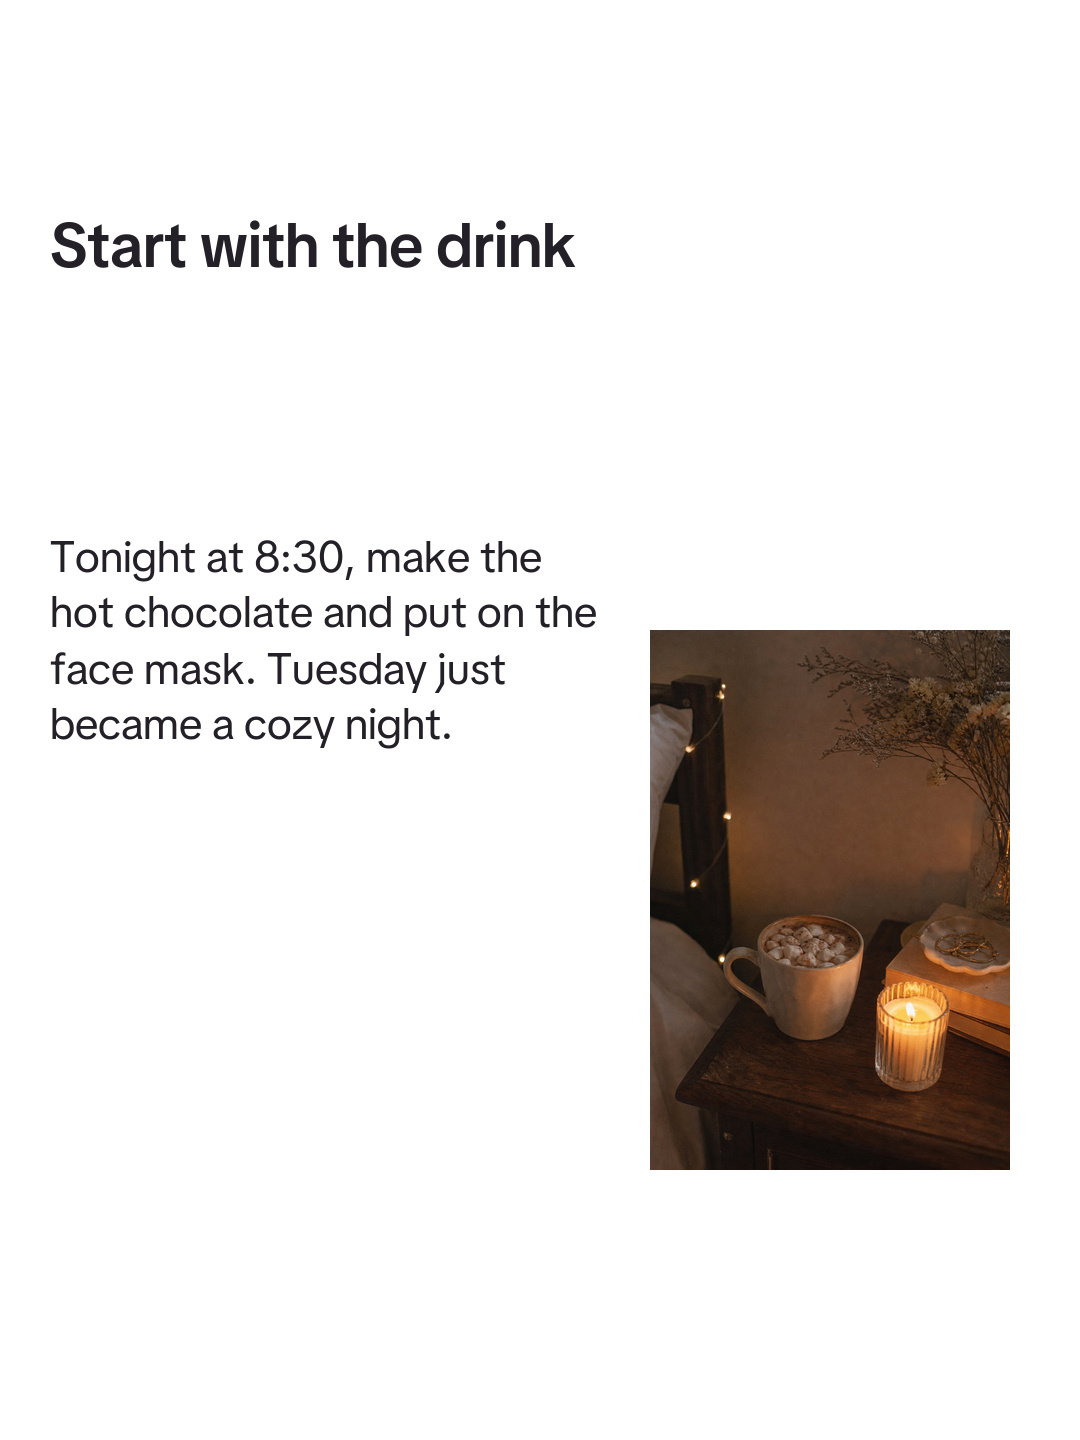 Start with the drink
Tonight at 8:30, make the
hot chocolate and put on the
face mask. Tuesday just
became a cozy night.